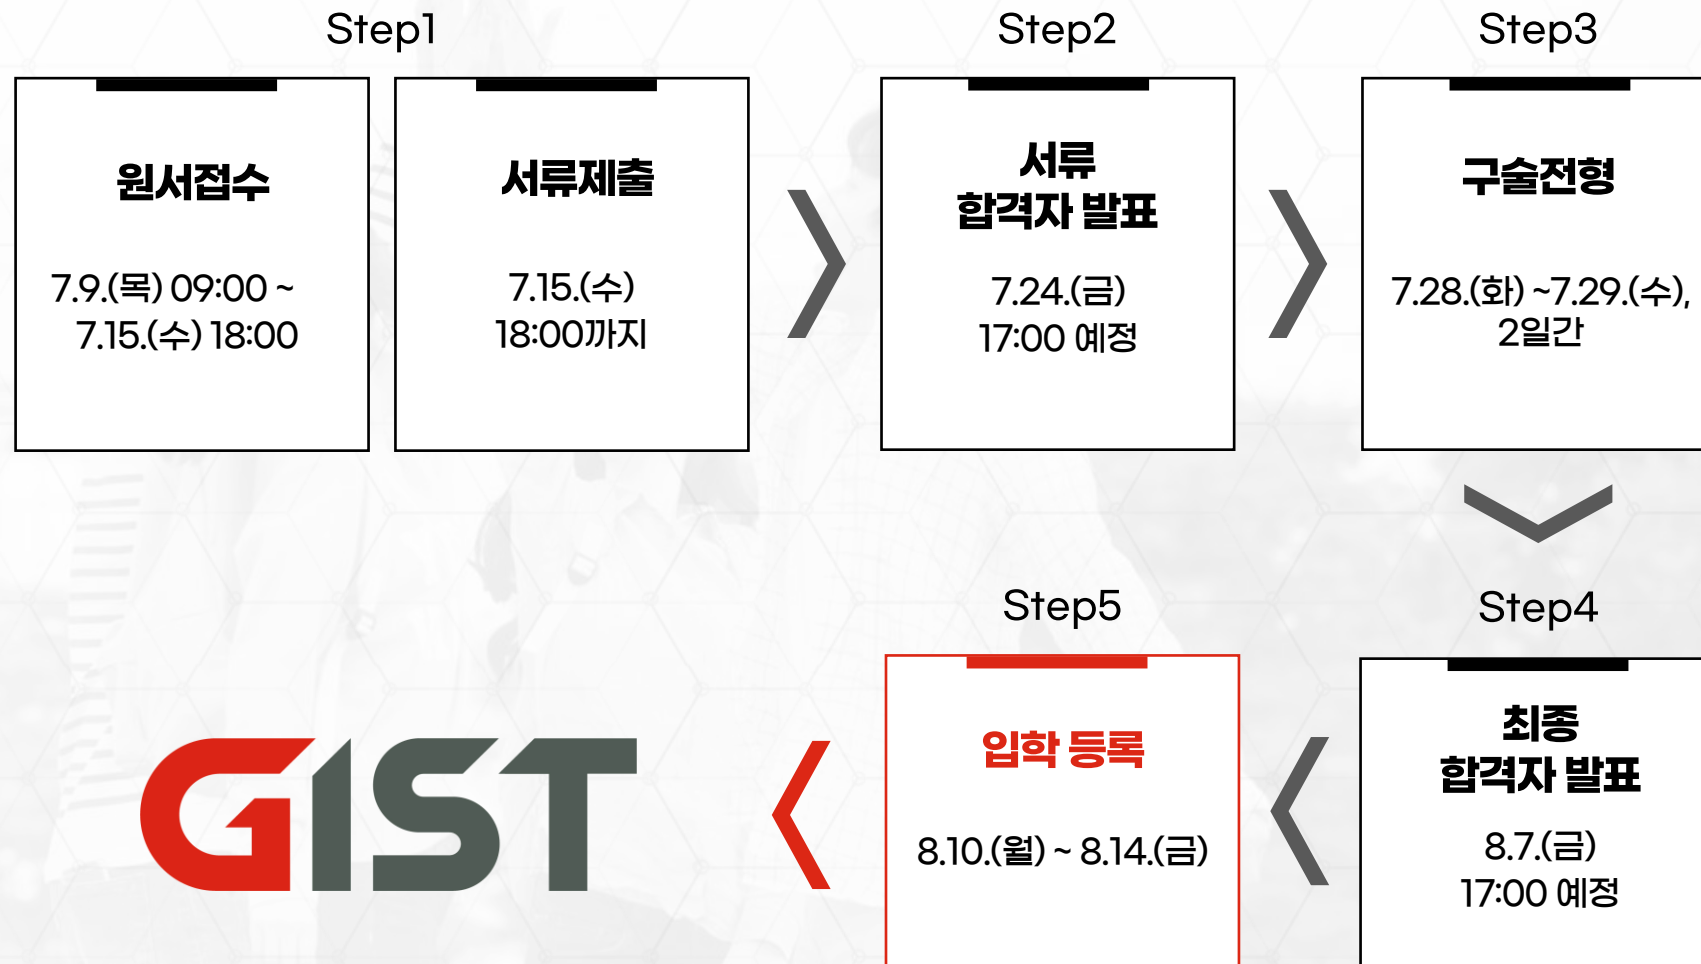 Step1
원서접수
7.9.(목) 09:00 ~
7.15.(수) 18:00
서류제출
7.15.(수)
18:00까지
Step2
서류
합격자 발표
7.24.(금)
17:00 예정
Step3
구술전형
7.28.(화) ~7.29.(수),
2일간
Step4
최종
합격자 발표
8.7.(금)
17:00 예정
Step5
입학 등록
8.10.(월) ~ 8.14.(금)
GIST